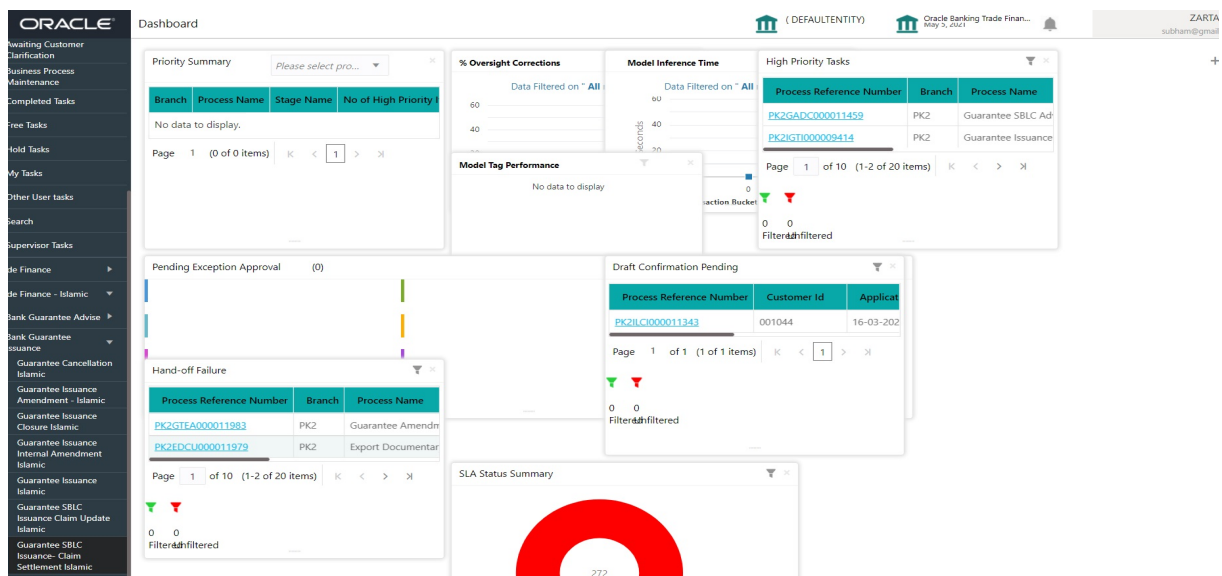 ORACLE
Dashboard
( DEFAULTENTITY)
Oracle Banking Trade Finan...
May 5, 2021
ZARTA
subham@gmail
Awaiting Customer
Clarification
Business Process
Maintenance
Completed Tasks
Free Tasks
Hold Tasks
My Tasks
Other User tasks
Search
Supervisor Tasks
de Finance
de Finance - Islamic
Bank Guarantee Advise
Bank Guarantee
Issuance
Guarantee Cancellation
Islamic
Guarantee Issuance
Amendment - Islamic
Guarantee Issuance
Closure Islamic
Guarantee Issuance
Internal Amendment
Islamic
Guarantee Issuance
Islamic
Guarantee SBLC
Issuance Claim Update
Islamic
Guarantee SBLC
Issuance- Claim
Settlement Islamic
Priority Summary
Please select pro...
Branch Process Name Stage Name No of High Priority
No data to display.
Page 1 (0 of 0 items) 1
% Oversight Corrections
Data Filtered on " All
60
40
Model Inference Time
Data Filtered on " All
60
40
20
0
saction Bucket
Model Tag Performance
No data to display
High Priority Tasks
Process Reference Number Branch Process Name
PK2GADC000011459 PK2 Guarantee SBLC Ad
PK2IGTI000009414 PK2 Guarantee Issuance
Page 1 of 10 (1-2 of 20 items)
0 0
Filtered Unfiltered
Pending Exception Approval (0)
Draft Confirmation Pending
Process Reference Number Customer Id Applicat
PK2ILCI000011343 001044 16-03-202
Page 1 of 1 (1 of 1 items) 1
0 0
Filtered Unfiltered
Hand-off Failure
Process Reference Number Branch Process Name
PK2GTEA000011983 PK2 Guarantee Amendm
PK2EDCU000011979 PK2 Export Documentar
Page 1 of 10 (1-2 of 20 items)
0 0
Filtered Unfiltered
SLA Status Summary
272